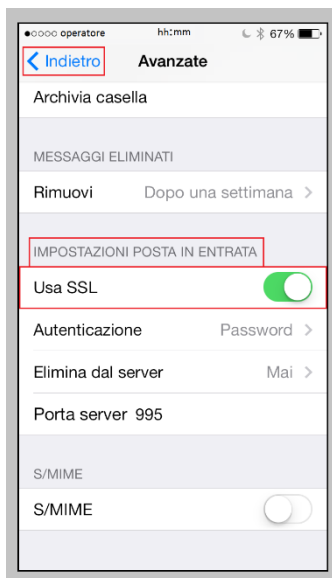 ●○○○○ operatore hh:mm 67%
Indietro Avanzate
Archivia casella
MESSAGGI ELIMINATI
Rimuovi Dopo una settimana
IMPOSTAZIONI POSTA IN ENTRATA
Usa SSL
Autenticazione Password
Elimina dal server Mai
Porta server 995
S/MIME
S/MIME